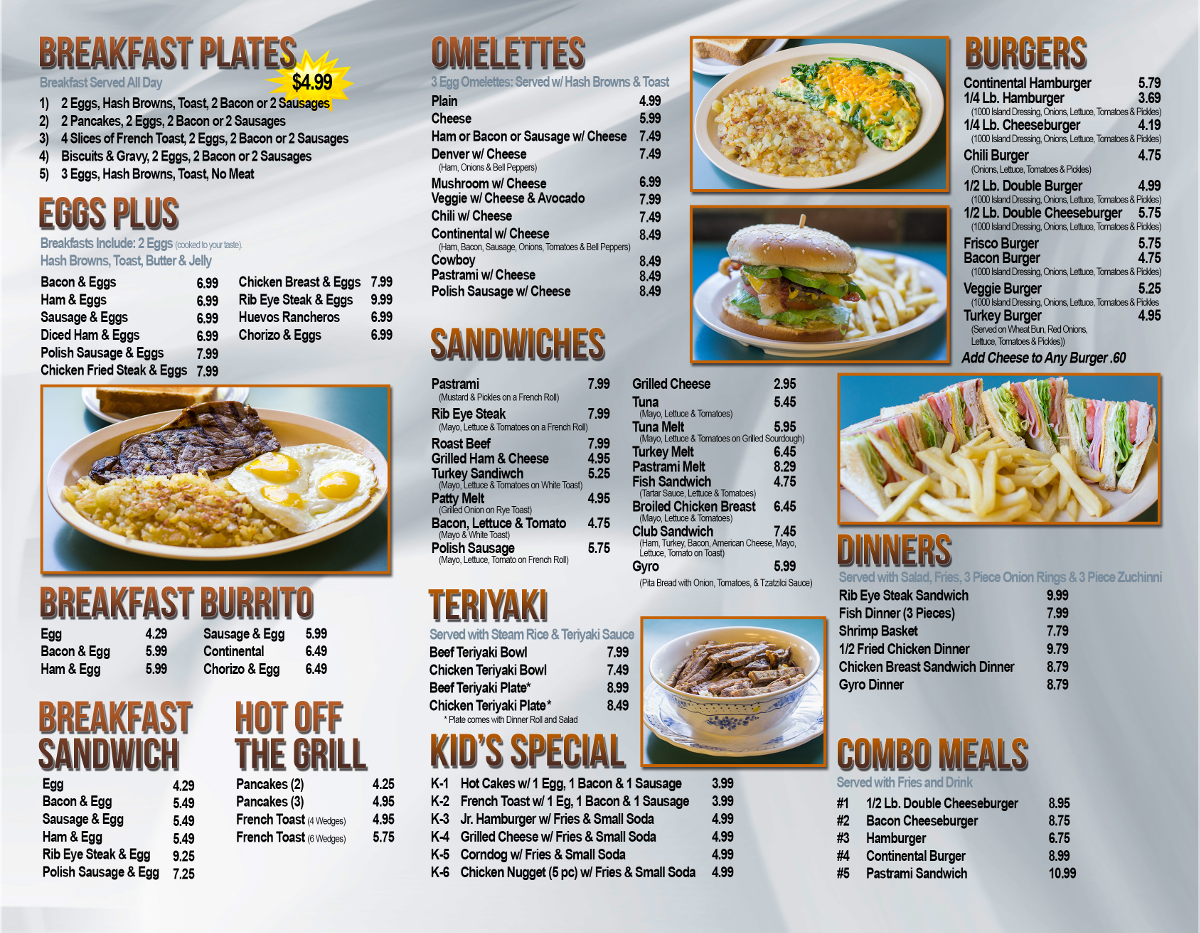 BREAKFAST PLATES
Breakfast Served All Day
$4.99
1) 2 Eggs, Hash Browns, Toast, 2 Bacon or 2 Sausages
2) 2 Pancakes, 2 Eggs, 2 Bacon or 2 Sausages
3) 4 Slices of French Toast, 2 Eggs, 2 Bacon or 2 Sausages
4) Biscuits & Gravy, 2 Eggs, 2 Bacon or 2 Sausages
5) 3 Eggs, Hash Browns, Toast, No Meat
EGGS PLUS
Breakfasts Include: 2 Eggs (cooked to your taste).
Hash Browns, Toast, Butter & Jelly
Bacon & Eggs 6.99
Ham & Eggs 6.99
Sausage & Eggs 6.99
Diced Ham & Eggs 6.99
Polish Sausage & Eggs 7.99
Chicken Fried Steak & Eggs 7.99
Chicken Breast & Eggs 7.99
Rib Eye Steak & Eggs 9.99
Huevos Rancheros 6.99
Chorizo & Eggs 6.99
BREAKFAST BURRITO
Egg 4.29
Bacon & Egg 5.99
Ham & Egg 5.99
Sausage & Egg 5.99
Continental 6.49
Chorizo & Egg 6.49
BREAKFAST
SANDWICH
Egg 4.29
Bacon & Egg 5.49
Sausage & Egg 5.49
Ham & Egg 5.49
Rib Eye Steak & Egg 9.25
Polish Sausage & Egg 7.25
HOT OFF
THE GRILL
Pancakes (2) 4.25
Pancakes (3) 4.95
French Toast (4 Wedges) 4.95
French Toast (6 Wedges) 5.75
OMELETTES
3 Egg Omelettes: Served w/ Hash Browns & Toast
Plain 4.99
Cheese 5.99
Ham or Bacon or Sausage w/ Cheese 7.49
Denver w/ Cheese 7.49
(Ham, Onions & Bell Peppers)
Mushroom w/ Cheese 6.99
Veggie w/ Cheese & Avocado 7.99
Chili w/ Cheese 7.49
Continental w/ Cheese 8.49
(Ham, Bacon, Sausage, Onions, Tomatoes & Bell Peppers)
Cowboy 8.49
Pastrami w/ Cheese 8.49
Polish Sausage w/ Cheese 8.49
SANDWICHES
Pastrami 7.99
(Mustard & Pickles on a French Roll)
Rib Eye Steak 7.99
(Mayo, Lettuce & Tomatoes on a French Roll)
Roast Beef 7.99
Grilled Ham & Cheese 4.95
Turkey Sandiwch 5.25
(Mayo, Lettuce & Tomatoes on White Toast)
Patty Melt 4.95
(Grilled Onion on Rye Toast)
Bacon, Lettuce & Tomato 4.75
(Mayo & White Toast)
Polish Sausage 5.75
(Mayo, Lettuce, Tomato on French Roll)
Grilled Cheese 2.95
Tuna 5.45
(Mayo, Lettuce & Tomatoes)
Tuna Melt 5.95
(Mayo, Lettuce & Tomatoes on Grilled Sourdough)
Turkey Melt 6.45
Pastrami Melt 8.29
Fish Sandwich 4.75
(Tartar Sauce, Lettuce & Tomatoes)
Broiled Chicken Breast 6.45
(Mayo, Lettuce & Tomatoes)
Club Sandwich 7.45
(Ham, Turkey, Bacon, American Cheese, Mayo,
Lettuce, Tomato on Toast)
Gyro 5.99
(Pita Bread with Onion, Tomatoes, & Tzatzilci Sauce)
TERIYAKI
Served with Steam Rice & Teriyaki Sauce
Beef Teriyaki Bowl 7.99
Chicken Teriyaki Bowl 7.49
Beef Teriyaki Plate* 8.99
Chicken Teriyaki Plate* 8.49
* Plate comes with Dinner Roll and Salad
KID'S SPECIAL
K-1 Hot Cakes w/ 1 Egg, 1 Bacon & 1 Sausage 3.99
K-2 French Toast w/ 1 Eg, 1 Bacon & 1 Sausage 3.99
K-3 Jr. Hamburger w/ Fries & Small Soda 4.99
K-4 Grilled Cheese w/ Fries & Small Soda 4.99
K-5 Corndog w/ Fries & Small Soda 4.99
K-6 Chicken Nugget (5 pc) w/ Fries & Small Soda 4.99
BURGERS
Continental Hamburger 5.79
1/4 Lb. Hamburger 3.69
(1000 Island Dressing, Onions, Lettuce, Tomatoes & Pickles)
1/4 Lb. Cheeseburger 4.19
(1000 Island Dressing, Onions, Lettuce, Tomatoes & Pickles)
Chili Burger 4.75
(Onions, Lettuce, Tomatoes & Pickles)
1/2 Lb. Double Burger 4.99
(1000 Island Dressing, Onions, Lettuce, Tomatoes & Pickles)
1/2 Lb. Double Cheeseburger 5.75
(1000 Island Dressing, Onions, Lettuce, Tomatoes & Pickles)
Frisco Burger 5.75
Bacon Burger 4.75
(1000 Island Dressing, Onions, Lettuce, Tomatoes & Pickles)
Veggie Burger 5.25
(1000 Island Dressing, Onions, Lettuce, Tomatoes & Pickles
Turkey Burger 4.95
(Served on Wheat Bun, Red Onions,
Lettuce, Tomatoes & Pickles))
Add Cheese to Any Burger .60
DINNERS
Served with Salad, Fries, 3 Piece Onion Rings & 3 Piece Zuchinni
Rib Eye Steak Sandwich 9.99
Fish Dinner (3 Pieces) 7.99
Shrimp Basket 7.79
1/2 Fried Chicken Dinner 9.79
Chicken Breast Sandwich Dinner 8.79
Gyro Dinner 8.79
COMBO MEALS
Served with Fries and Drink
#1 1/2 Lb. Double Cheeseburger 8.95
#2 Bacon Cheeseburger 8.75
#3 Hamburger 6.75
#4 Continental Burger 8.99
#5 Pastrami Sandwich 10.99